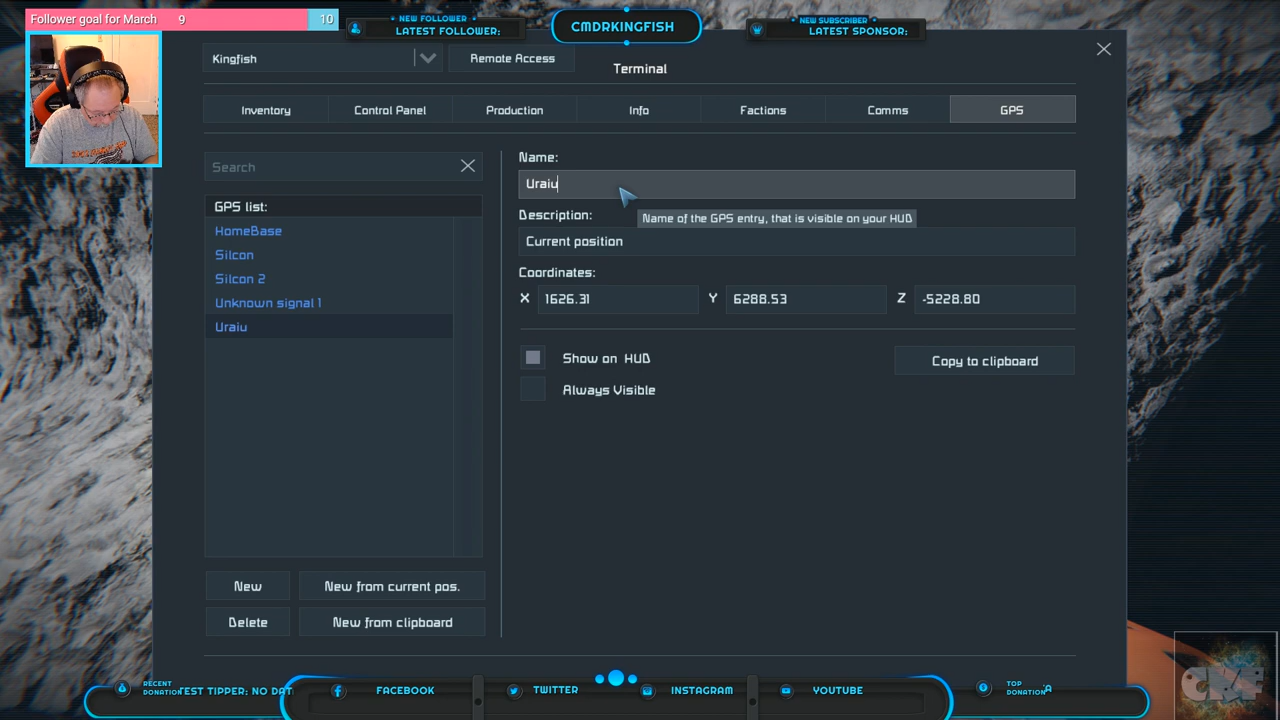 Follower goal for March 9 10
NEW FOLLOWER
LATEST FOLLOWER:
CMDRKINGFISH
NEW SUBSCRIBER
LATEST SPONSOR:
Kingfish
Remote Access
Terminal
Inventory
Control Panel
Production
Info
Factions
Comms
GPS
Search
GPS list:
HomeBase
Silcon
Silcon 2
Unknown signal 1
Uraiu
New
New from current pos.
Delete
New from clipboard
Name:
Uraiu
Name of the GPS entry, that is visible on your HUD
Description:
Current position
Coordinates:
X 1626.31 Y 6288.53 Z -5228.80
Show on HUD
Copy to clipboard
Always Visible
RECENT
DONATION
TEST TIPPER: NO DAT
FACEBOOK
TWITTER
INSTAGRAM
YOUTUBE
TOP
DONATION